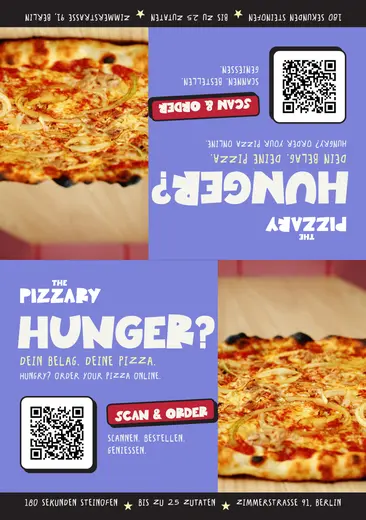 180 SEKUNDEN STEINOFEN ★ BIS ZU 25 ZUTATEN ★ ZIMMERSTRASSE 91, BERLIN
THE
PIZZARY
HUNGER?
DEIN BELAG. DEINE PIZZA.
HUNGRY? ORDER YOUR PIZZA ONLINE.
SCAN & ORDER
SCANNEN. BESTELLEN.
GENIESSEN.
THE
PIZZARY
HUNGER?
DEIN BELAG. DEINE PIZZA.
HUNGRY? ORDER YOUR PIZZA ONLINE.
SCAN & ORDER
SCANNEN. BESTELLEN.
GENIESSEN.
180 SEKUNDEN STEINOFEN ★ BIS ZU 25 ZUTATEN ★ ZIMMERSTRASSE 91, BERLIN